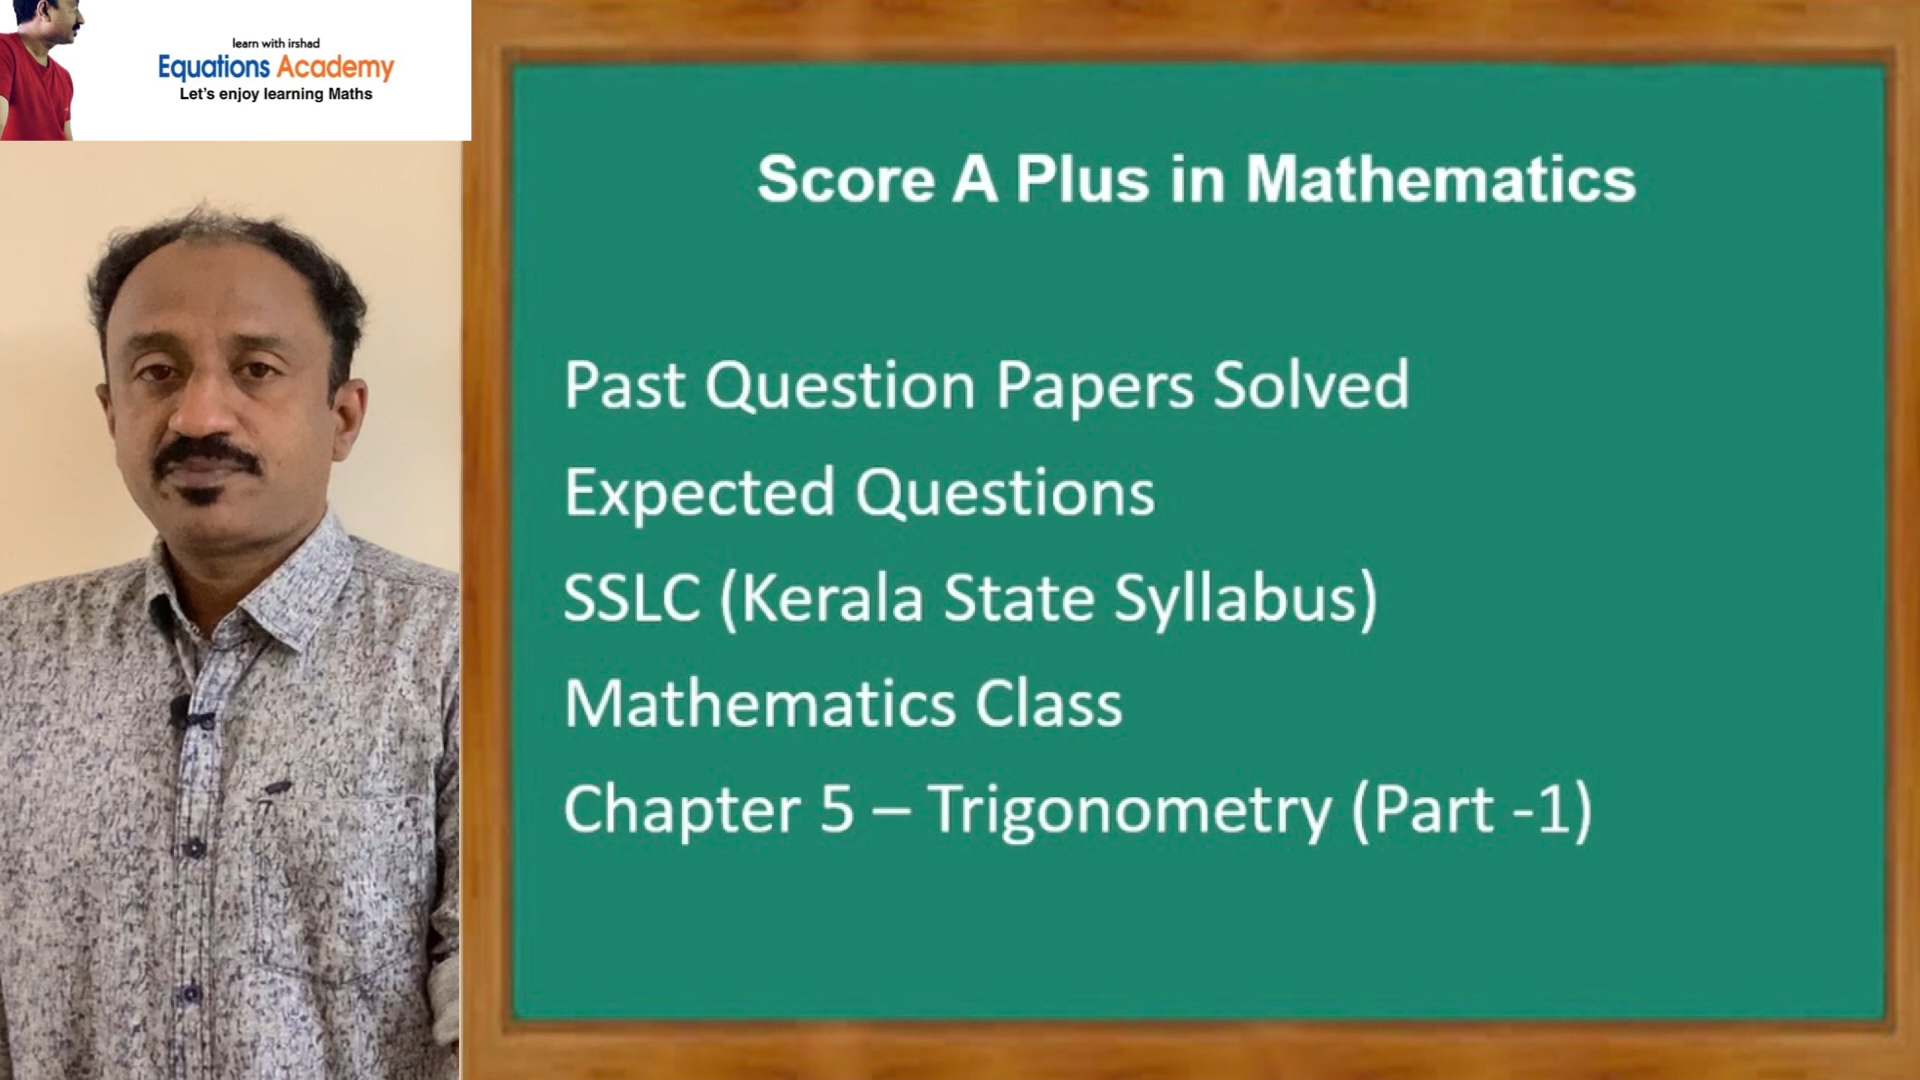 learn with irshad
Equations Academy
Let's enjoy learning Maths
Score A Plus in Mathematics
Past Question Papers Solved
Expected Questions
SSLC (Kerala State Syllabus)
Mathematics Class
Chapter 5 – Trigonometry (Part -1)